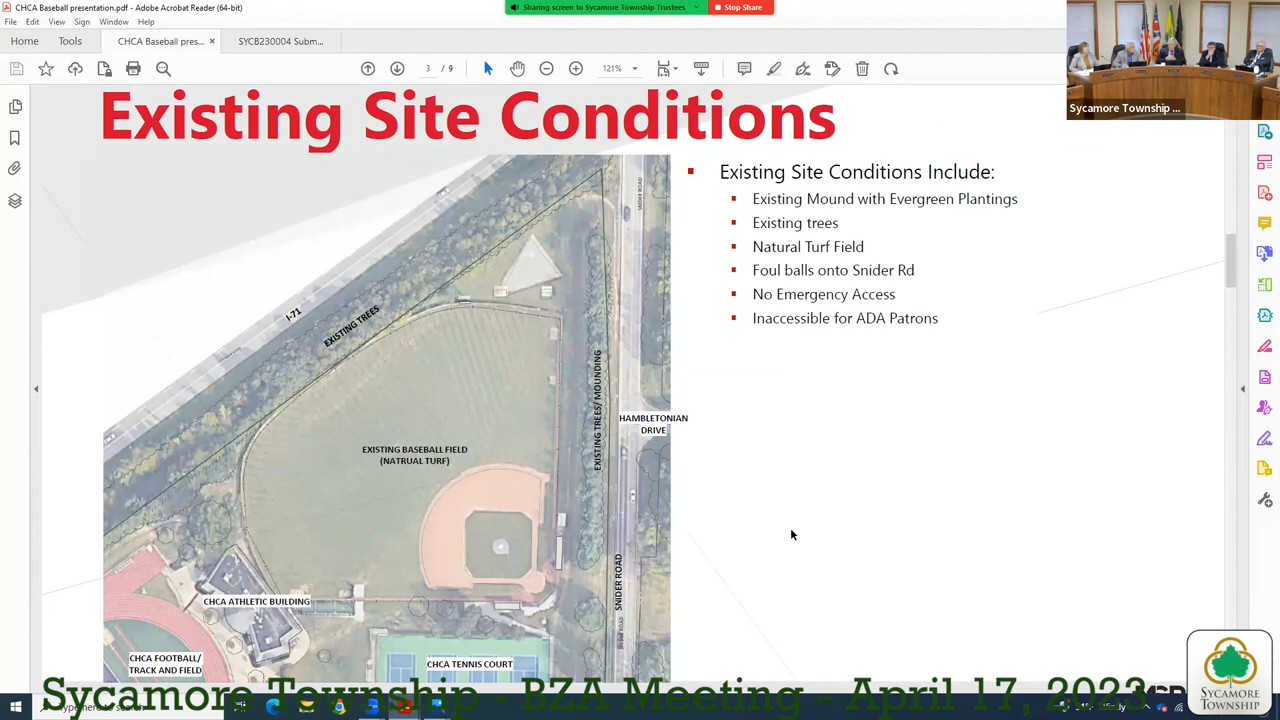 CHCA Baseball presentation.pdf - Adobe Acrobat Reader (64-bit)
Sharing screen to Sycamore Township Trustees
Stop Share
File Edit View Sign Window Help
Home Tools CHCA Baseball pres... × SYCB230004 Subm...
3 / 9 121%
Sycamore Township ...
Existing Site Conditions
Existing Site Conditions Include:
Existing Mound with Evergreen Plantings
Existing trees
Natural Turf Field
Foul balls onto Snider Rd
No Emergency Access
Inaccessible for ADA Patrons
SNIDER ROAD
I-71
EXISTING TREES
EXISTING TREES/ MOUNDING
HAMBLETONIAN
DRIVE
EXISTING BASEBALL FIELD
(NATRUAL TURF)
SNIDER ROAD
CHCA ATHLETIC BUILDING
CHCA FOOTBALL/
TRACK AND FIELD
CHCA TENNIS COURT
Sycamore Township - BZA Meeting - April 17, 2023
SYCAMORE
TOWNSHIP